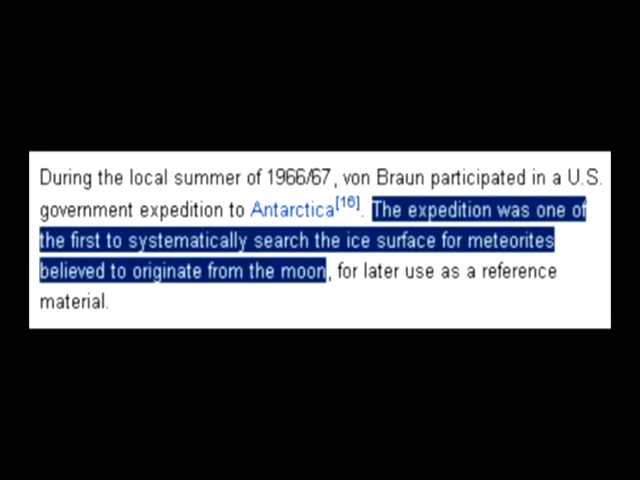 During the local summer of 1966/67, von Braun participated in a U.S.
government expedition to Antarctica[16]. The expedition was one of
the first to systematically search the ice surface for meteorites
believed to originate from the moon, for later use as a reference
material.